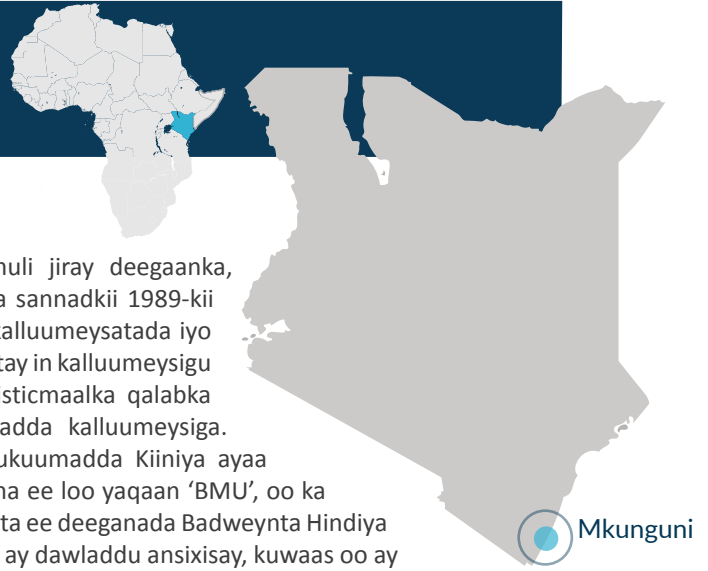 huli jiray deegaanka,
a sannadkii 1989-kii
kalluumeysatada iyo
tay in kalluumeysigu
isticmaalka qalabka
adda kalluumeysiga.
ukuumadda Kiiniya ayaa
na ee loo yaqaan ‘BMU’, oo ka
ta ee deeganada Badweynta Hindiya
ay dawladdu ansixisay, kuwaas oo ay
Mkunguni